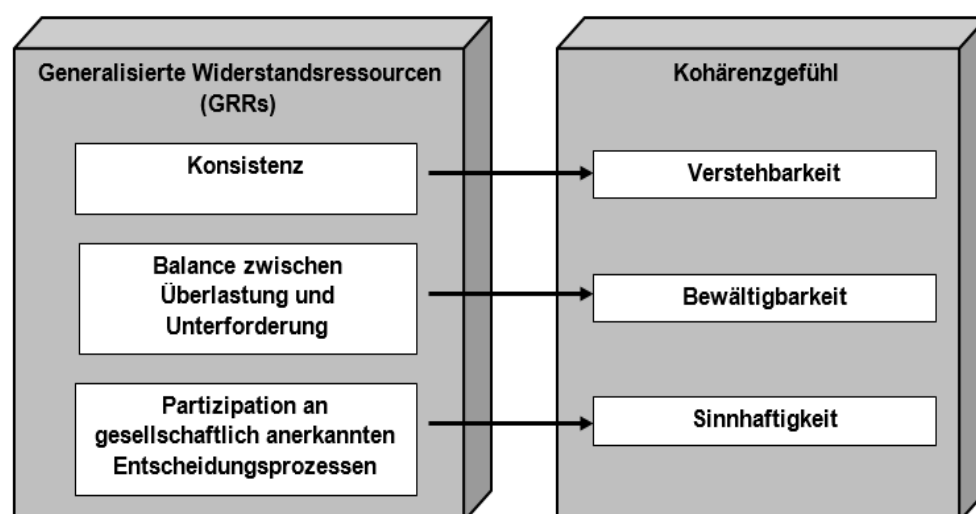 Generalisierte Widerstandsressourcen
(GRRs)
Konsistenz
Balance zwischen
Überlastung und
Unterforderung
Partizipation an
gesellschaftlich anerkannten
Entscheidungsprozessen
Kohärenzgefühl
Verstehbarkeit
Bewältigbarkeit
Sinnhaftigkeit